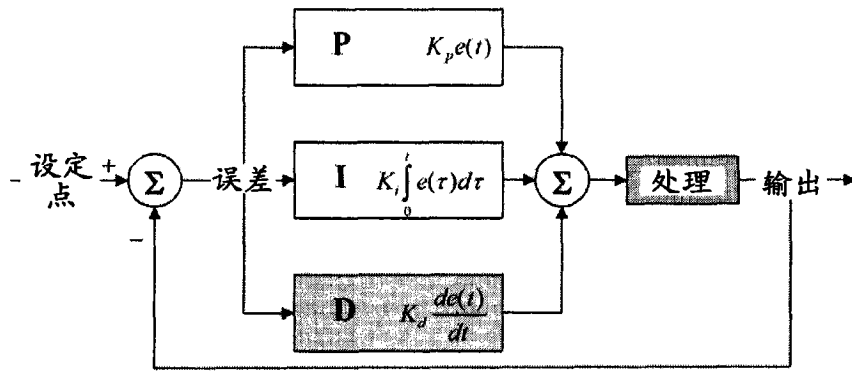 P K_p e(t)
设定点
+
Σ
−
误差
I K_i ∫_0^t e(τ)dτ
Σ
处理
输出
D K_d de(t)/dt